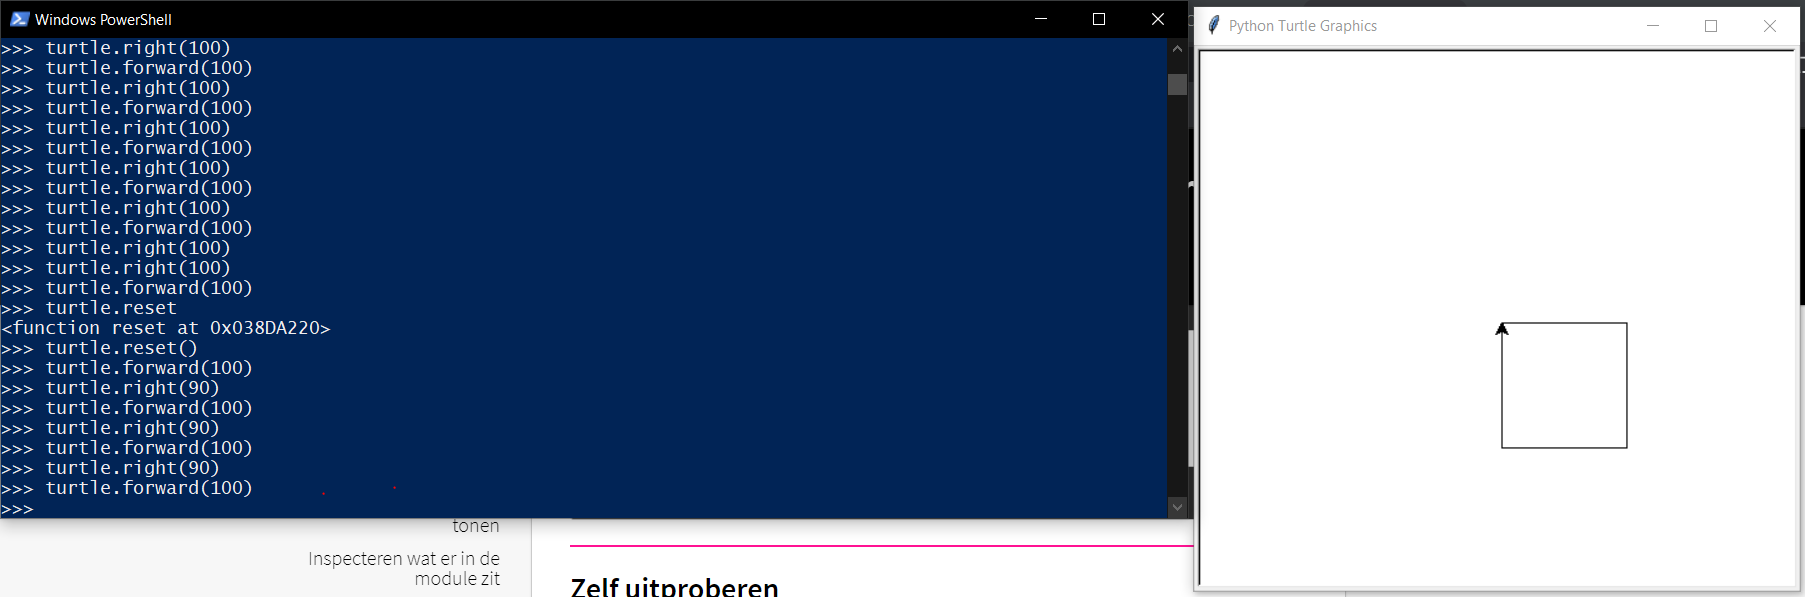 Windows PowerShell
>>> turtle.right(100)
>>> turtle.forward(100)
>>> turtle.right(100)
>>> turtle.forward(100)
>>> turtle.right(100)
>>> turtle.forward(100)
>>> turtle.right(100)
>>> turtle.forward(100)
>>> turtle.right(100)
>>> turtle.forward(100)
>>> turtle.right(100)
>>> turtle.right(100)
>>> turtle.forward(100)
>>> turtle.reset
<function reset at 0x038DA220>
>>> turtle.reset()
>>> turtle.forward(100)
>>> turtle.right(90)
>>> turtle.forward(100)
>>> turtle.right(90)
>>> turtle.forward(100)
>>> turtle.right(90)
>>> turtle.forward(100)
>>>
tonen
Inspecteren wat er in de
module zit
Zelf uitproberen
Python Turtle Graphics